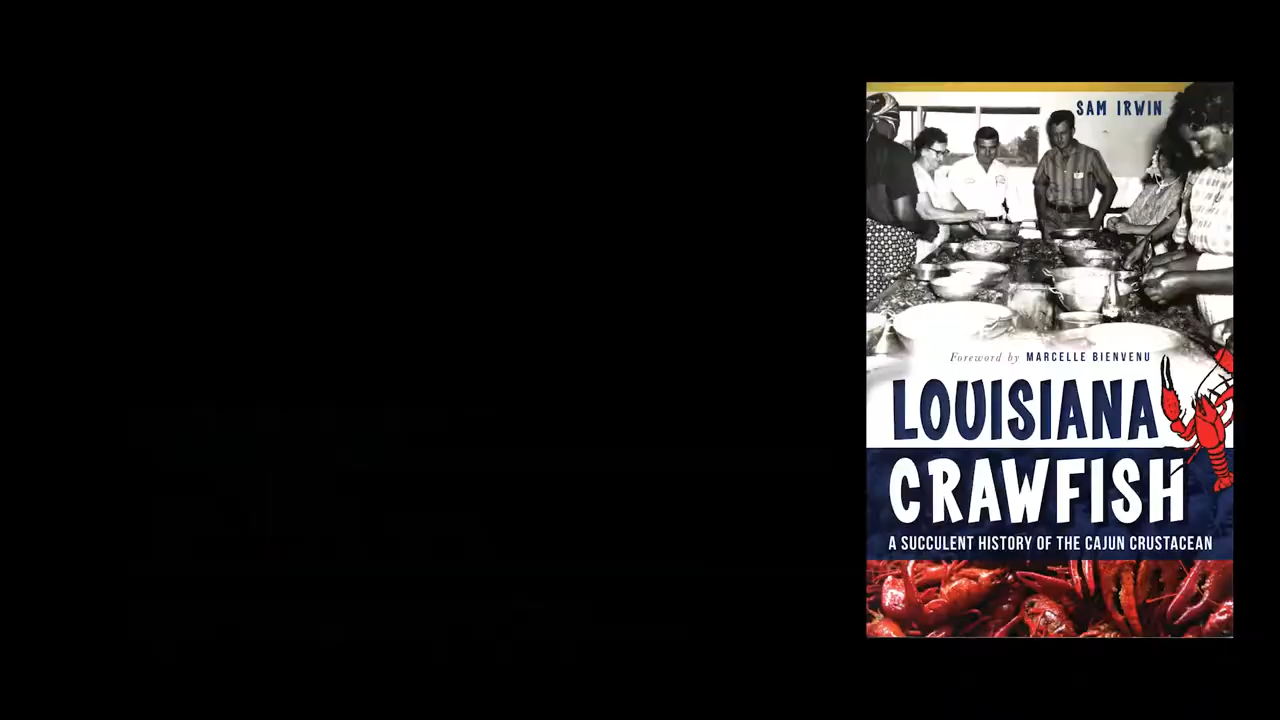 SAM IRWIN
Foreword by MARCELLE BIENVENU
LOUISIANA
CRAWFISH
A SUCCULENT HISTORY OF THE CAJUN CRUSTACEAN